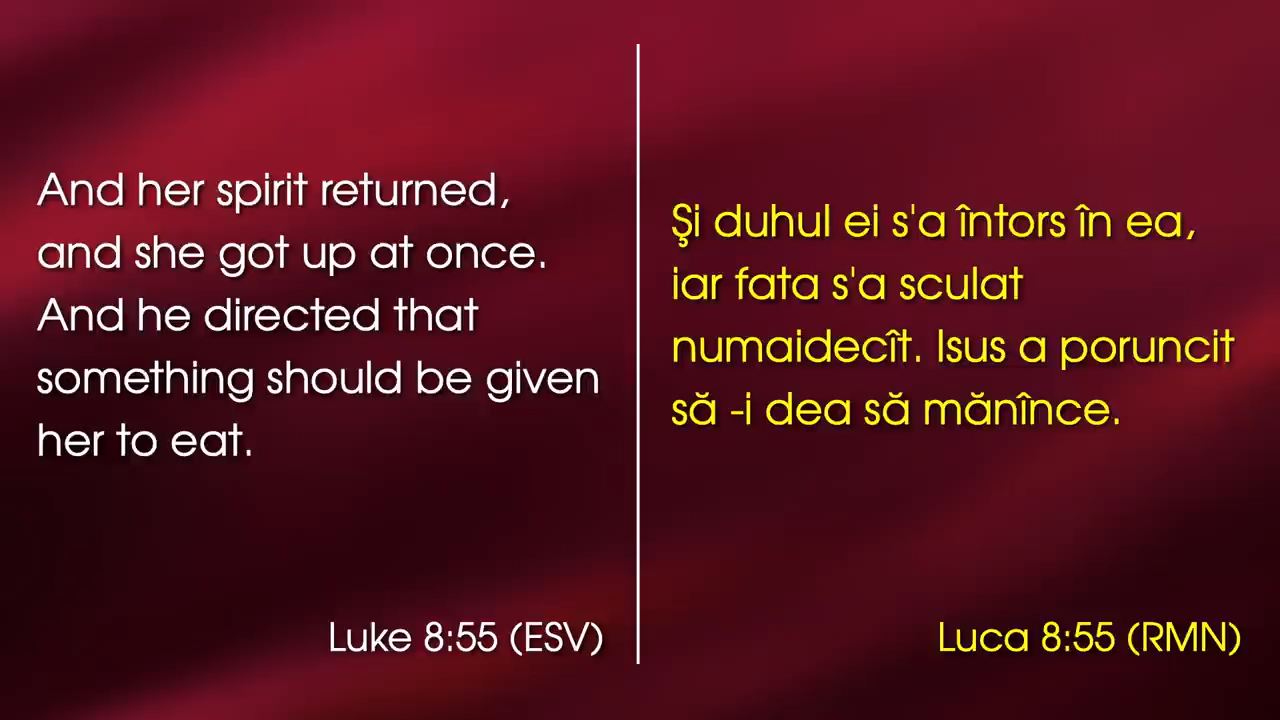 And her spirit returned,
and she got up at once.
And he directed that
something should be given
her to eat.
Luke 8:55 (ESV)
Şi duhul ei s'a întors în ea,
iar fata s'a sculat
numaidecît. Isus a poruncit
să -i dea să mănînce.
Luca 8:55 (RMN)